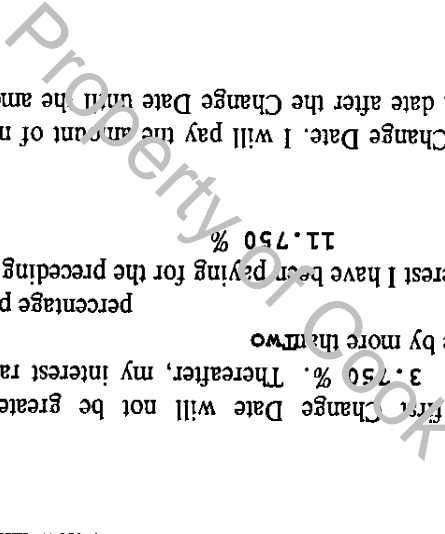 first Change Date will not be greate
3.750 %. Thereafter, my interest ra
e by more than Two
percentage p
erest I have been paying for the preceding
11.750 %
Change Date. I will pay the amount of
date after the Change Date until the amo
Property of Cook